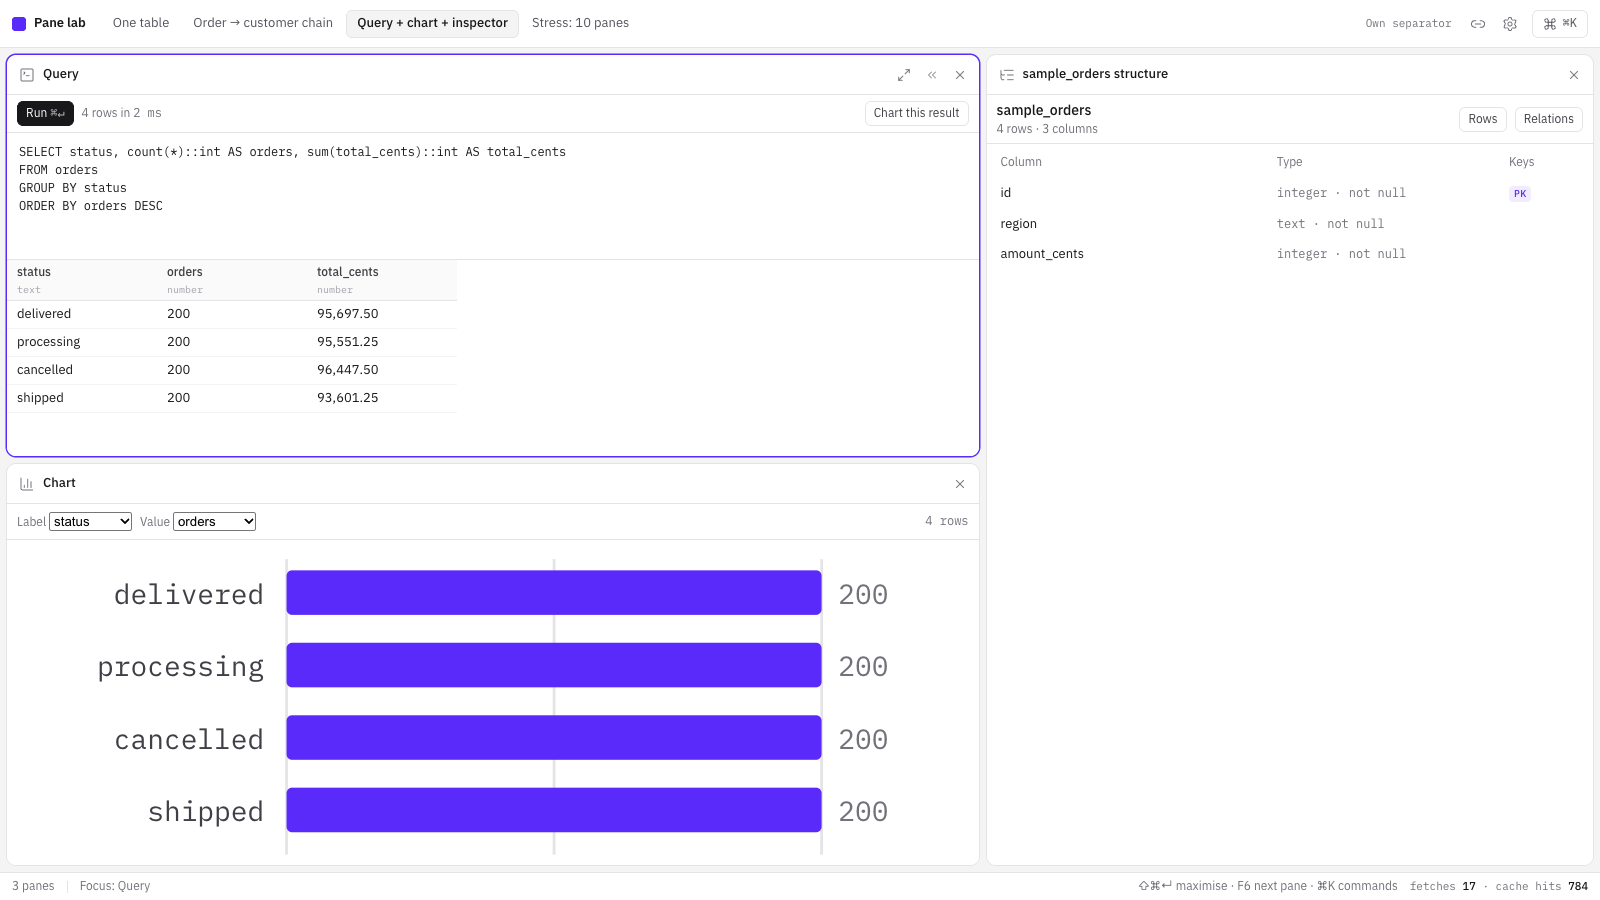 Pane lab
One table
Order → customer chain
Query + chart + inspector
Stress: 10 panes
Own separator
⌘ ⌘K
Query
Run ⌘↵
4 rows in 2 ms
Chart this result
SELECT status, count(*)::int AS orders, sum(total_cents)::int AS total_cents
FROM orders
GROUP BY status
ORDER BY orders DESC
status orders total_cents
text number number
delivered 200 95,697.50
processing 200 95,551.25
cancelled 200 96,447.50
shipped 200 93,601.25
Chart
Label status Value orders
4 rows
delivered 200
processing 200
cancelled 200
shipped 200
sample_orders structure
sample_orders
4 rows · 3 columns
Rows
Relations
Column Type Keys
id integer · not null PK
region text · not null
amount_cents integer · not null
3 panes
Focus: Query
⇧⌘↵ maximise · F6 next pane · ⌘K commands
fetches 17 · cache hits 784